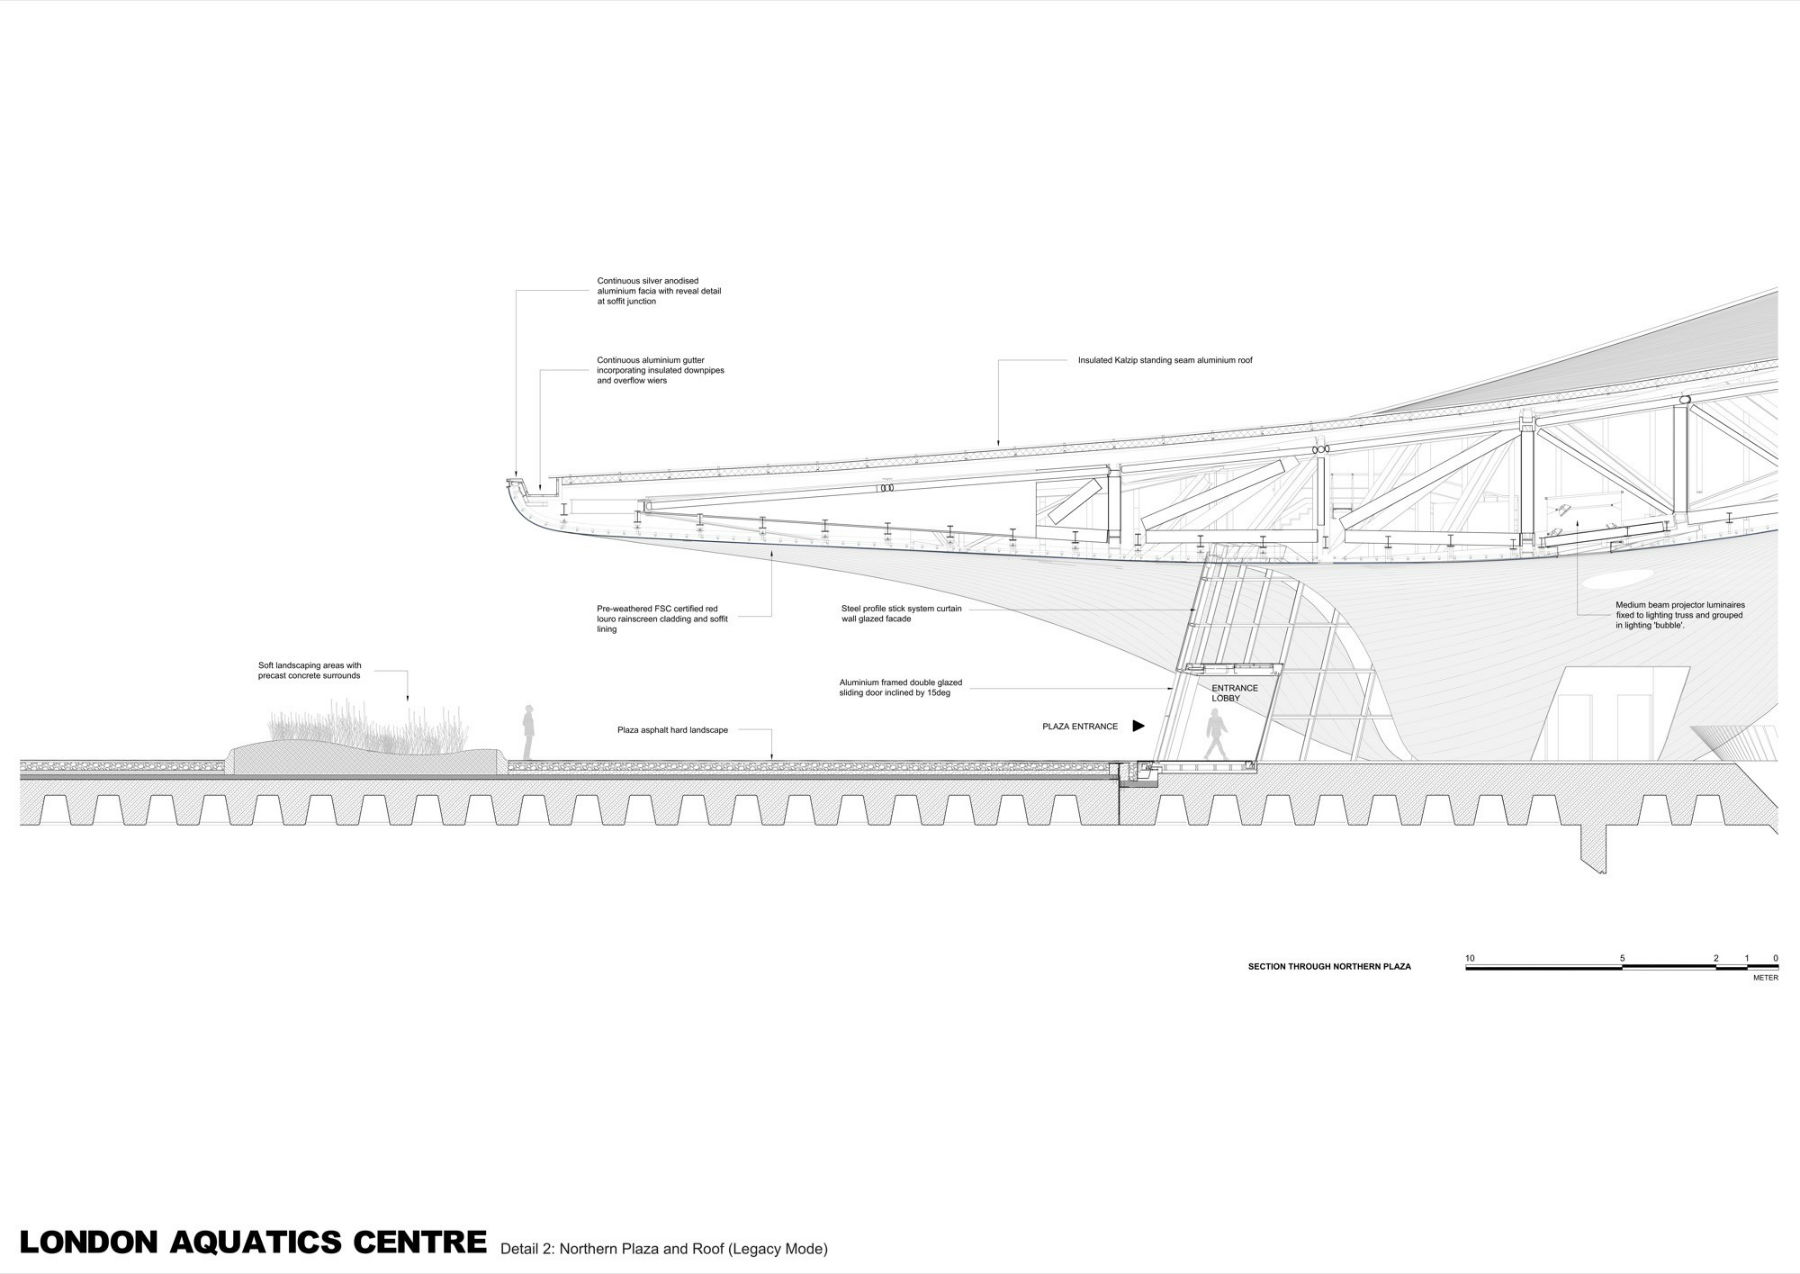 Continuous silver anodised
aluminium facia with reveal detail
at soffit junction
Continuous aluminium gutter
incorporating insulated downpipes
and overflow wiers
Insulated Kalzip standing seam aluminium roof
Pre-weathered FSC certified red
louro rainscreen cladding and soffit
lining
Steel profile stick system curtain
wall glazed facade
Medium beam projector luminaires
fixed to lighting truss and grouped
in lighting 'bubble'.
Soft landscaping areas with
precast concrete surrounds
Aluminium framed double glazed
sliding door inclined by 15deg
ENTRANCE
LOBBY
PLAZA ENTRANCE
Plaza asphalt hard landscape
SECTION THROUGH NORTHERN PLAZA
10 5 2 1 0
METER
LONDON AQUATICS CENTRE Detail 2: Northern Plaza and Roof (Legacy Mode)